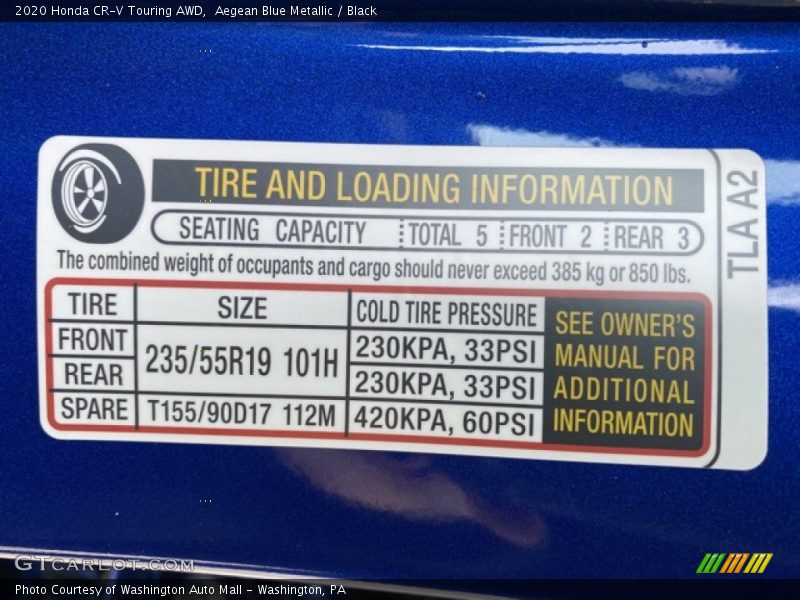 2020 Honda CR-V Touring AWD,  Aegean Blue Metallic / Black
TIRE AND LOADING INFORMATION
SEATING CAPACITY TOTAL 5 FRONT 2 REAR 3
The combined weight of occupants and cargo should never exceed 385 kg or 850 lbs.
TLA A2
TIRE SIZE COLD TIRE PRESSURE
FRONT 235/55R19 101H 230KPA, 33PSI
REAR 230KPA, 33PSI
SPARE T155/90D17 112M 420KPA, 60PSI
SEE OWNER'S
MANUAL FOR
ADDITIONAL
INFORMATION
GTCarLot.com
Photo Courtesy of Washington Auto Mall - Washington, PA